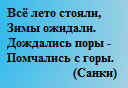 Всё лето стояли,
Зимы ожидали.
Дождались поры -
Помчались с горы.
(Санки)